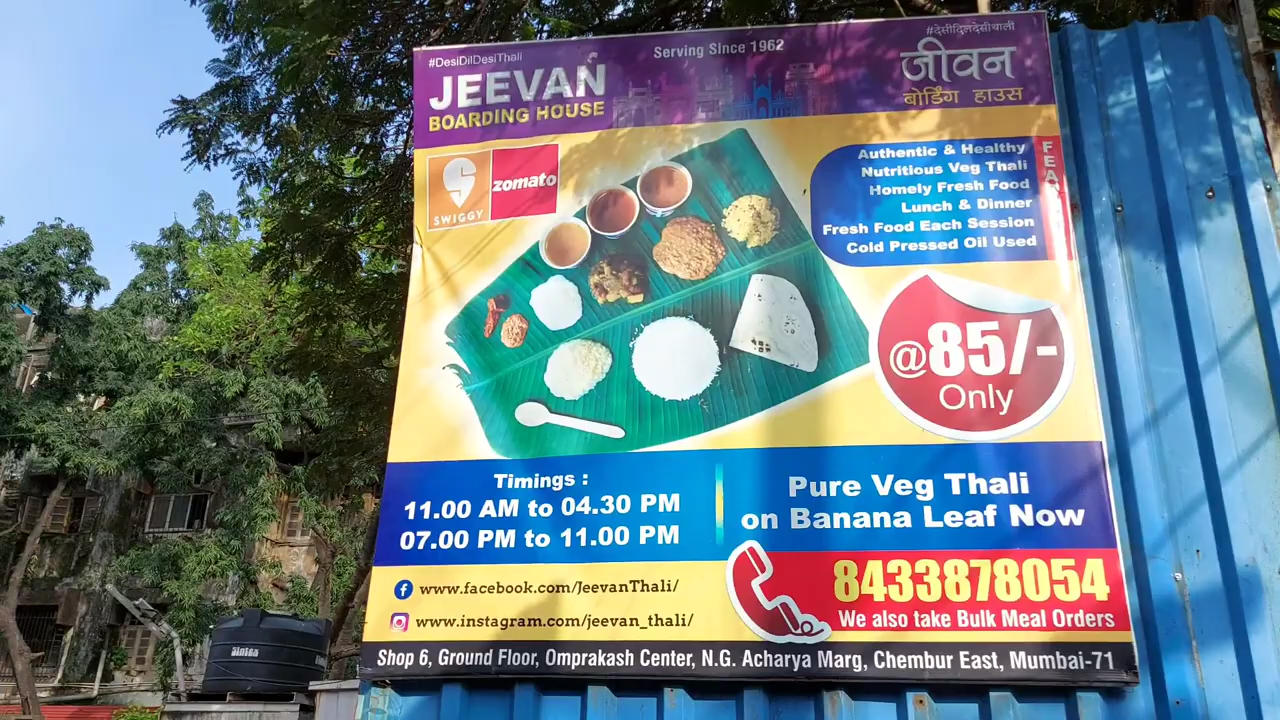 #DesiDilDesiThali
Serving Since 1962
#देसीदिलदेसीथाली
JEEVAN
BOARDING HOUSE
जीवन
बोर्डिंग हाउस
SWIGGY
zomato
Authentic & Healthy
Nutritious Veg Thali
Homely Fresh Food
Lunch & Dinner
Fresh Food Each Session
Cold Pressed Oil Used
@85/-
Only
Timings :
11.00 AM to 04.30 PM
07.00 PM to 11.00 PM
Pure Veg Thali
on Banana Leaf Now
www.facebook.com/JeevanThali/
www.instagram.com/jeevan_thali/
8433878054
We also take Bulk Meal Orders
Shop 6, Ground Floor, Omprakash Center, N.G. Acharya Marg, Chembur East, Mumbai-71
Sintex